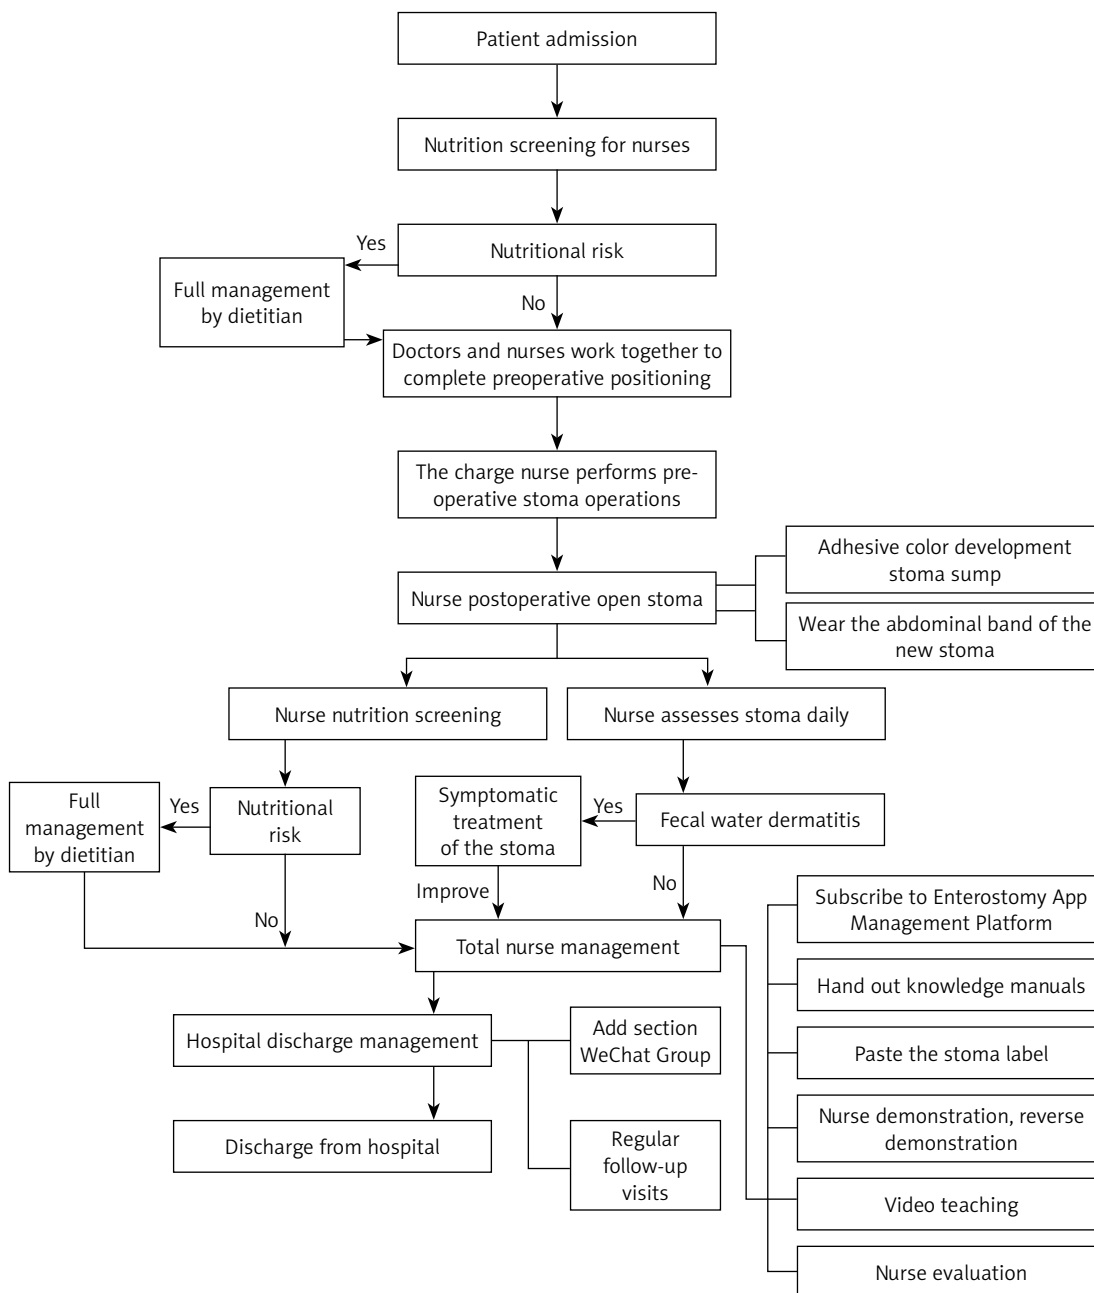 Patient admission
Nutrition screening for nurses
Nutritional risk
Yes
Full management
by dietitian
No
Doctors and nurses work together to
complete preoperative positioning
The charge nurse performs pre-
operative stoma operations
Nurse postoperative open stoma
Adhesive color development
stoma sump
Wear the abdominal band of the
new stoma
Nurse nutrition screening
Nurse assesses stoma daily
Full
management
by dietitian
Yes
Nutritional
risk
Symptomatic
treatment
of the stoma
Yes
Fecal water dermatitis
No
Improve
No
Total nurse management
Subscribe to Enterostomy App
Management Platform
Hand out knowledge manuals
Paste the stoma label
Nurse demonstration, reverse
demonstration
Video teaching
Nurse evaluation
Hospital discharge management
Add section
WeChat Group
Regular
follow-up
visits
Discharge from hospital